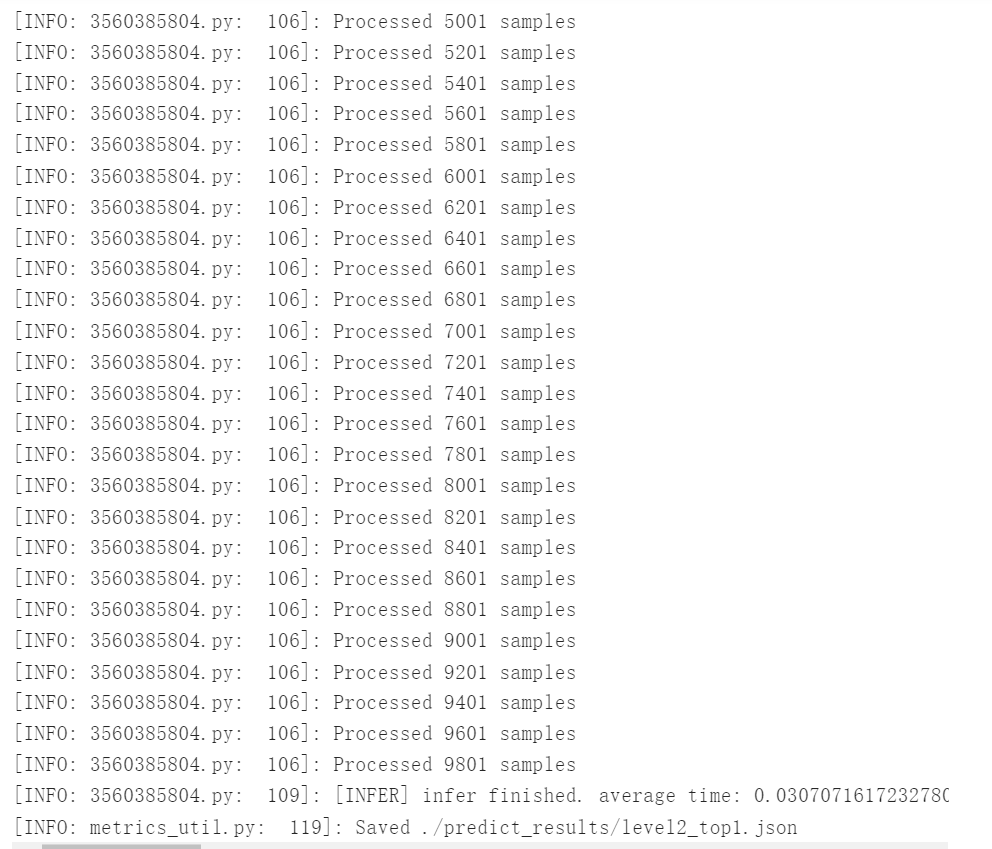 [INFO: 3560385804.py:  106]: Processed 5001 samples
[INFO: 3560385804.py:  106]: Processed 5201 samples
[INFO: 3560385804.py:  106]: Processed 5401 samples
[INFO: 3560385804.py:  106]: Processed 5601 samples
[INFO: 3560385804.py:  106]: Processed 5801 samples
[INFO: 3560385804.py:  106]: Processed 6001 samples
[INFO: 3560385804.py:  106]: Processed 6201 samples
[INFO: 3560385804.py:  106]: Processed 6401 samples
[INFO: 3560385804.py:  106]: Processed 6601 samples
[INFO: 3560385804.py:  106]: Processed 6801 samples
[INFO: 3560385804.py:  106]: Processed 7001 samples
[INFO: 3560385804.py:  106]: Processed 7201 samples
[INFO: 3560385804.py:  106]: Processed 7401 samples
[INFO: 3560385804.py:  106]: Processed 7601 samples
[INFO: 3560385804.py:  106]: Processed 7801 samples
[INFO: 3560385804.py:  106]: Processed 8001 samples
[INFO: 3560385804.py:  106]: Processed 8201 samples
[INFO: 3560385804.py:  106]: Processed 8401 samples
[INFO: 3560385804.py:  106]: Processed 8601 samples
[INFO: 3560385804.py:  106]: Processed 8801 samples
[INFO: 3560385804.py:  106]: Processed 9001 samples
[INFO: 3560385804.py:  106]: Processed 9201 samples
[INFO: 3560385804.py:  106]: Processed 9401 samples
[INFO: 3560385804.py:  106]: Processed 9601 samples
[INFO: 3560385804.py:  106]: Processed 9801 samples
[INFO: 3560385804.py:  109]: [INFER] infer finished. average time: 0.0307071617232780
[INFO: metrics_util.py:  119]: Saved ./predict_results/level2_top1.json